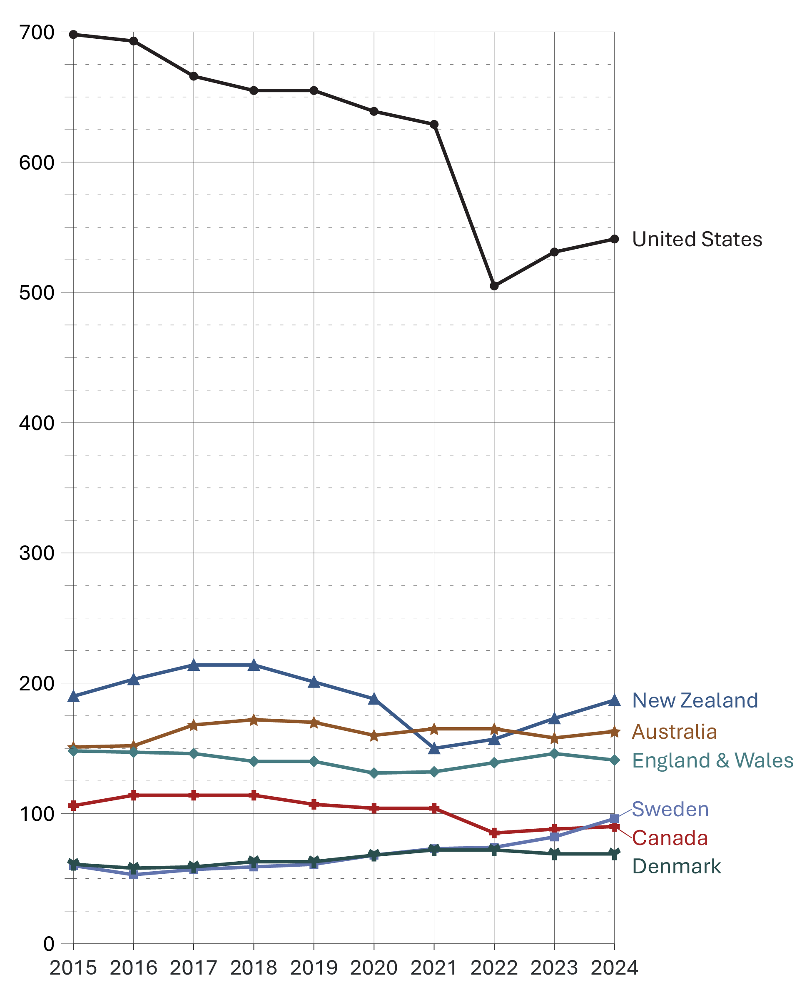 700
600
500
400
300
200
100
0
United States
New Zealand
Australia
England & Wales
Sweden
Canada
Denmark
2015 2016 2017 2018 2019 2020 2021 2022 2023 2024